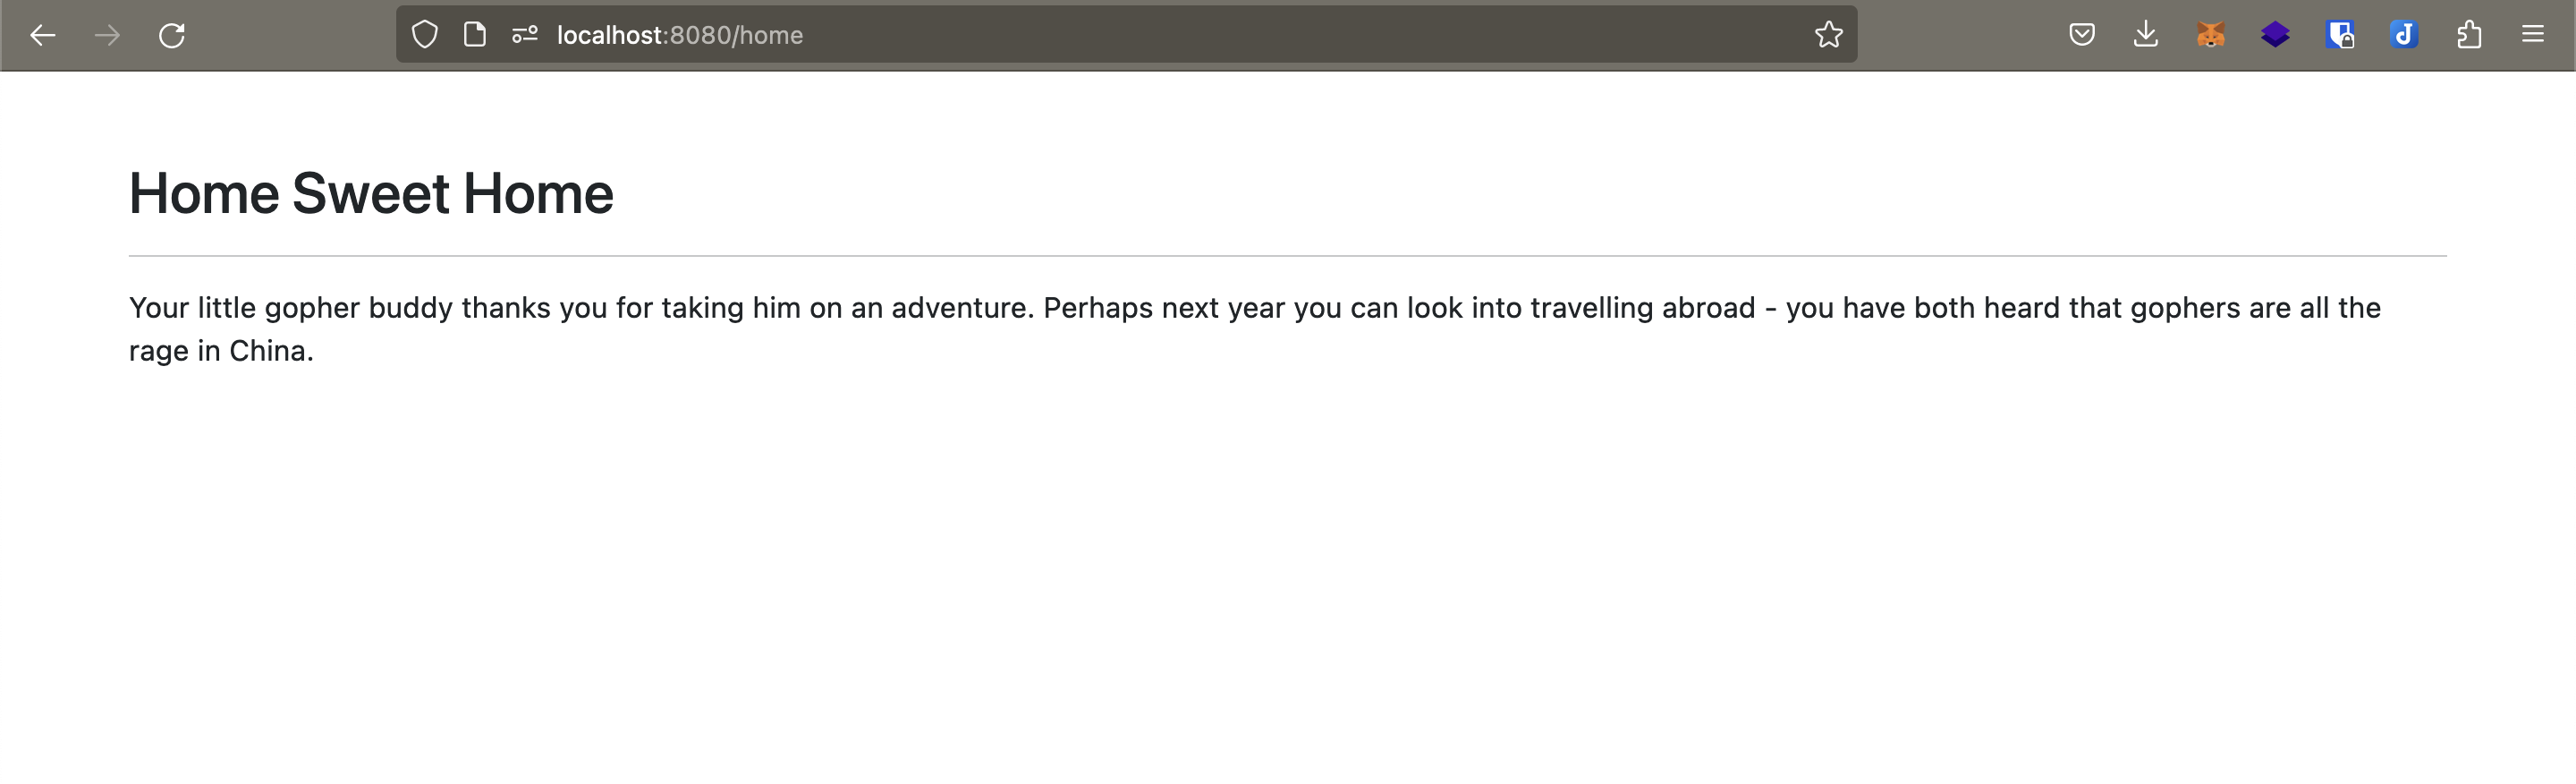 localhost:8080/home
Home Sweet Home
Your little gopher buddy thanks you for taking him on an adventure. Perhaps next year you can look into travelling abroad - you have both heard that gophers are all the
rage in China.